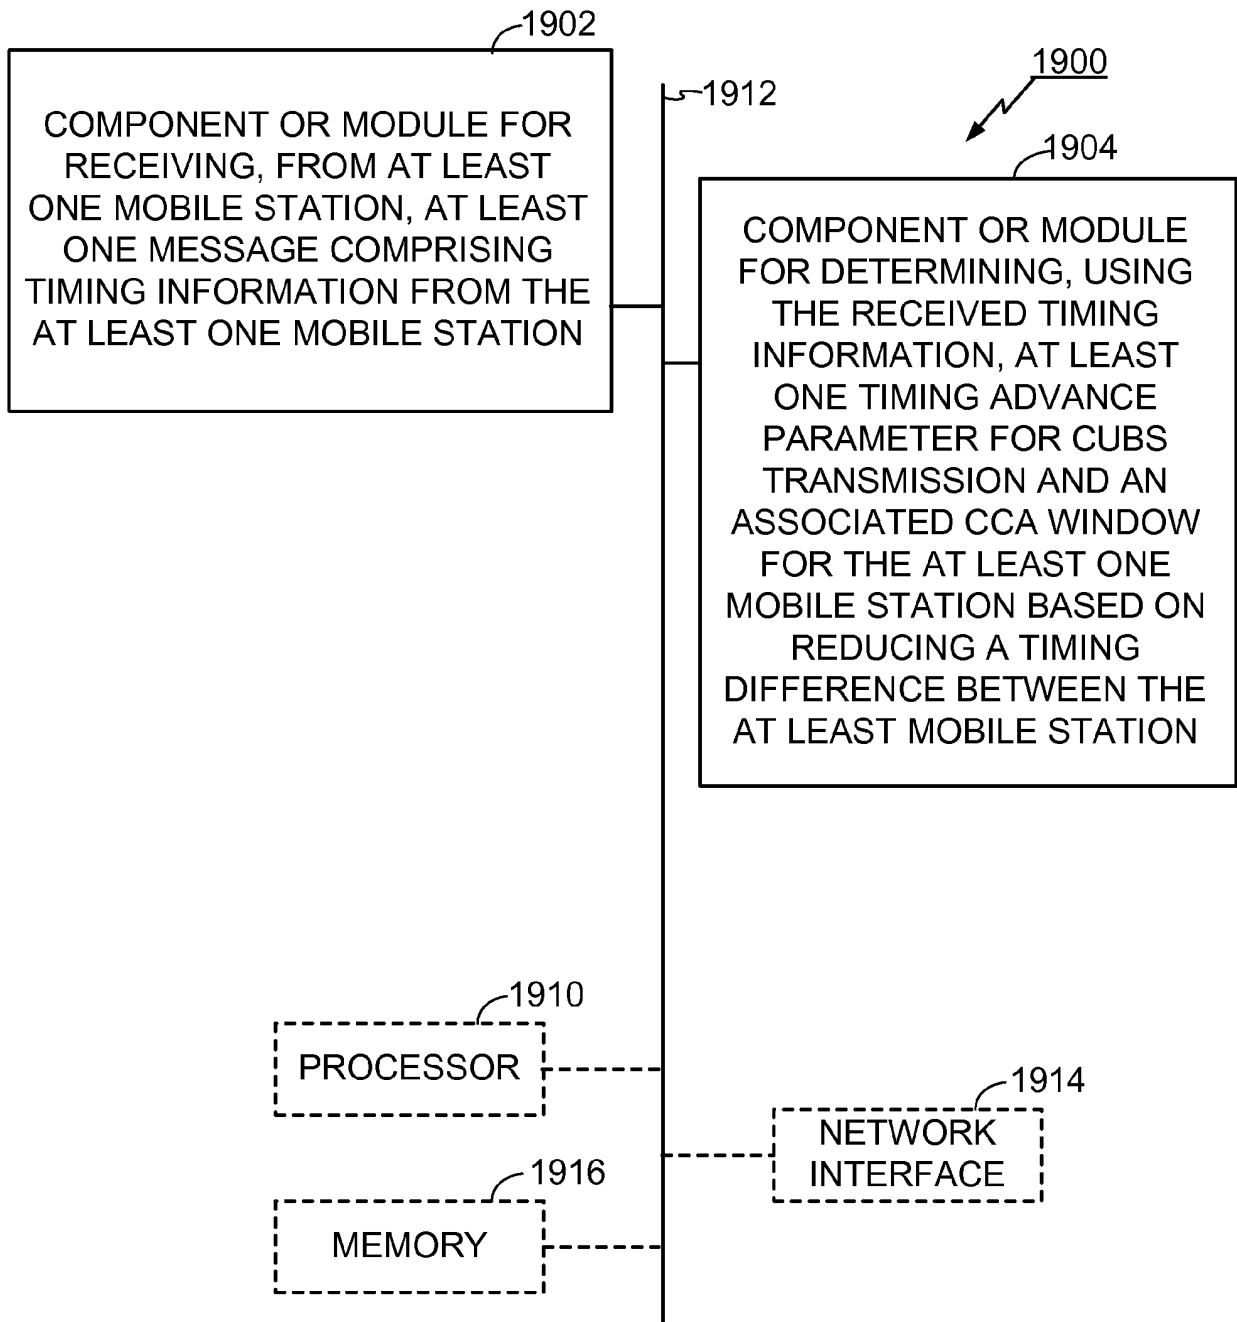 1902
COMPONENT OR MODULE FOR
RECEIVING, FROM AT LEAST
ONE MOBILE STATION, AT LEAST
ONE MESSAGE COMPRISING
TIMING INFORMATION FROM THE
AT LEAST ONE MOBILE STATION
1912
1900
1904
COMPONENT OR MODULE
FOR DETERMINING, USING
THE RECEIVED TIMING
INFORMATION, AT LEAST
ONE TIMING ADVANCE
PARAMETER FOR CUBS
TRANSMISSION AND AN
ASSOCIATED CCA WINDOW
FOR THE AT LEAST ONE
MOBILE STATION BASED ON
REDUCING A TIMING
DIFFERENCE BETWEEN THE
AT LEAST MOBILE STATION
1910
PROCESSOR
1914
NETWORK
INTERFACE
1916
MEMORY